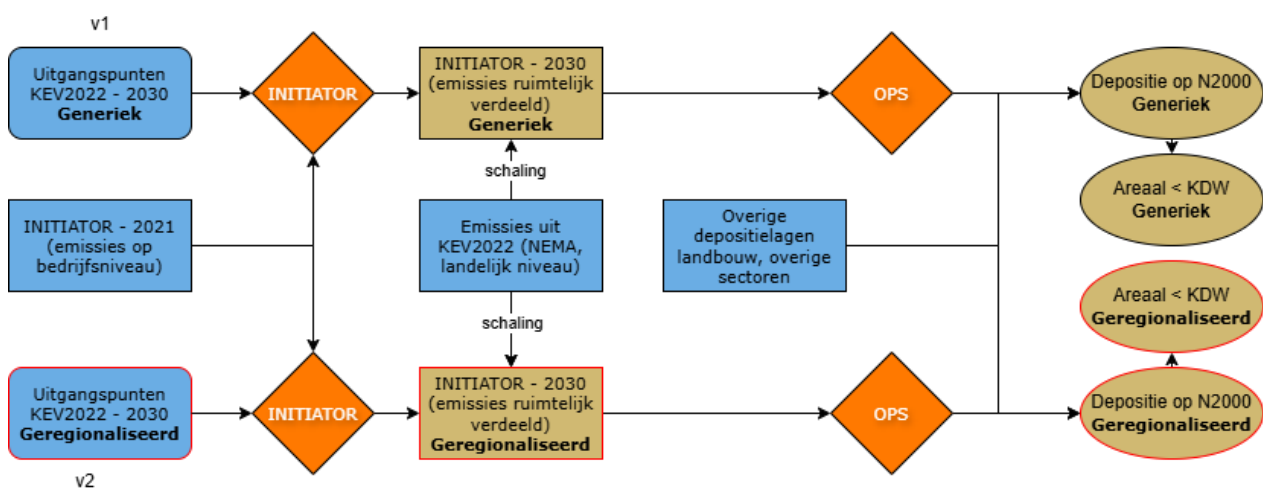 v1
Uitgangspunten
KEV2022 - 2030
Generiek
INITIATOR
INITIATOR - 2030
(emissies ruimtelijk
verdeeld)
Generiek
OPS
Depositie op N2000
Generiek
schaling
Areaal < KDW
Generiek
INITIATOR - 2021
(emissies op
bedrijfsniveau)
Emissies uit
KEV2022 (NEMA,
landelijk niveau)
Overige
depositielagen
landbouw, overige
sectoren
Areaal < KDW
Geregionaliseerd
schaling
Uitgangspunten
KEV2022 - 2030
Geregionaliseerd
INITIATOR
INITIATOR - 2030
(emissies ruimtelijk
verdeeld)
Geregionaliseerd
OPS
Depositie op N2000
Geregionaliseerd
v2